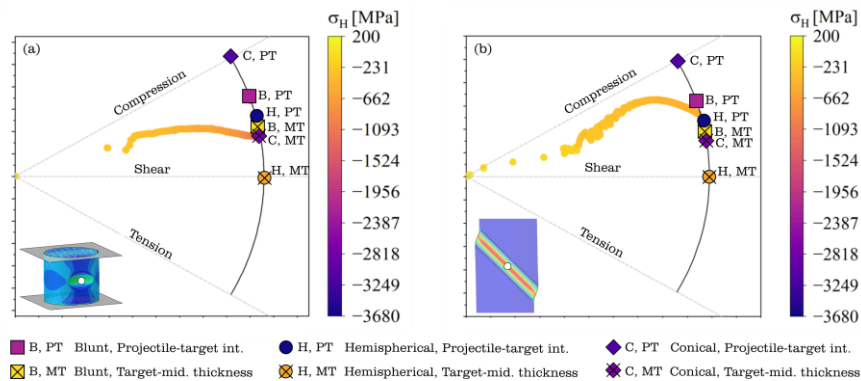 σH [MPa]
σH [MPa]
(a)
C, PT
Compression
B, PT
H, PT
B, MT
C, MT
Shear
H, MT
Tension
200
−231
−662
−1093
−1524
−1956
−2387
−2818
−3249
−3680
(b)
C, PT
Compression
B, PT
H, PT
B, MT
C, MT
Shear
H, MT
Tension
200
−231
−662
−1093
−1524
−1956
−2387
−2818
−3249
−3680
B, PT Blunt, Projectile-target int. H, PT Hemispherical, Projectile-target int. C, PT Conical, Projectile-target int.
B, MT Blunt, Target-mid. thickness H, MT Hemispherical, Target-mid. thickness C, MT Conical, Target-mid. thickness